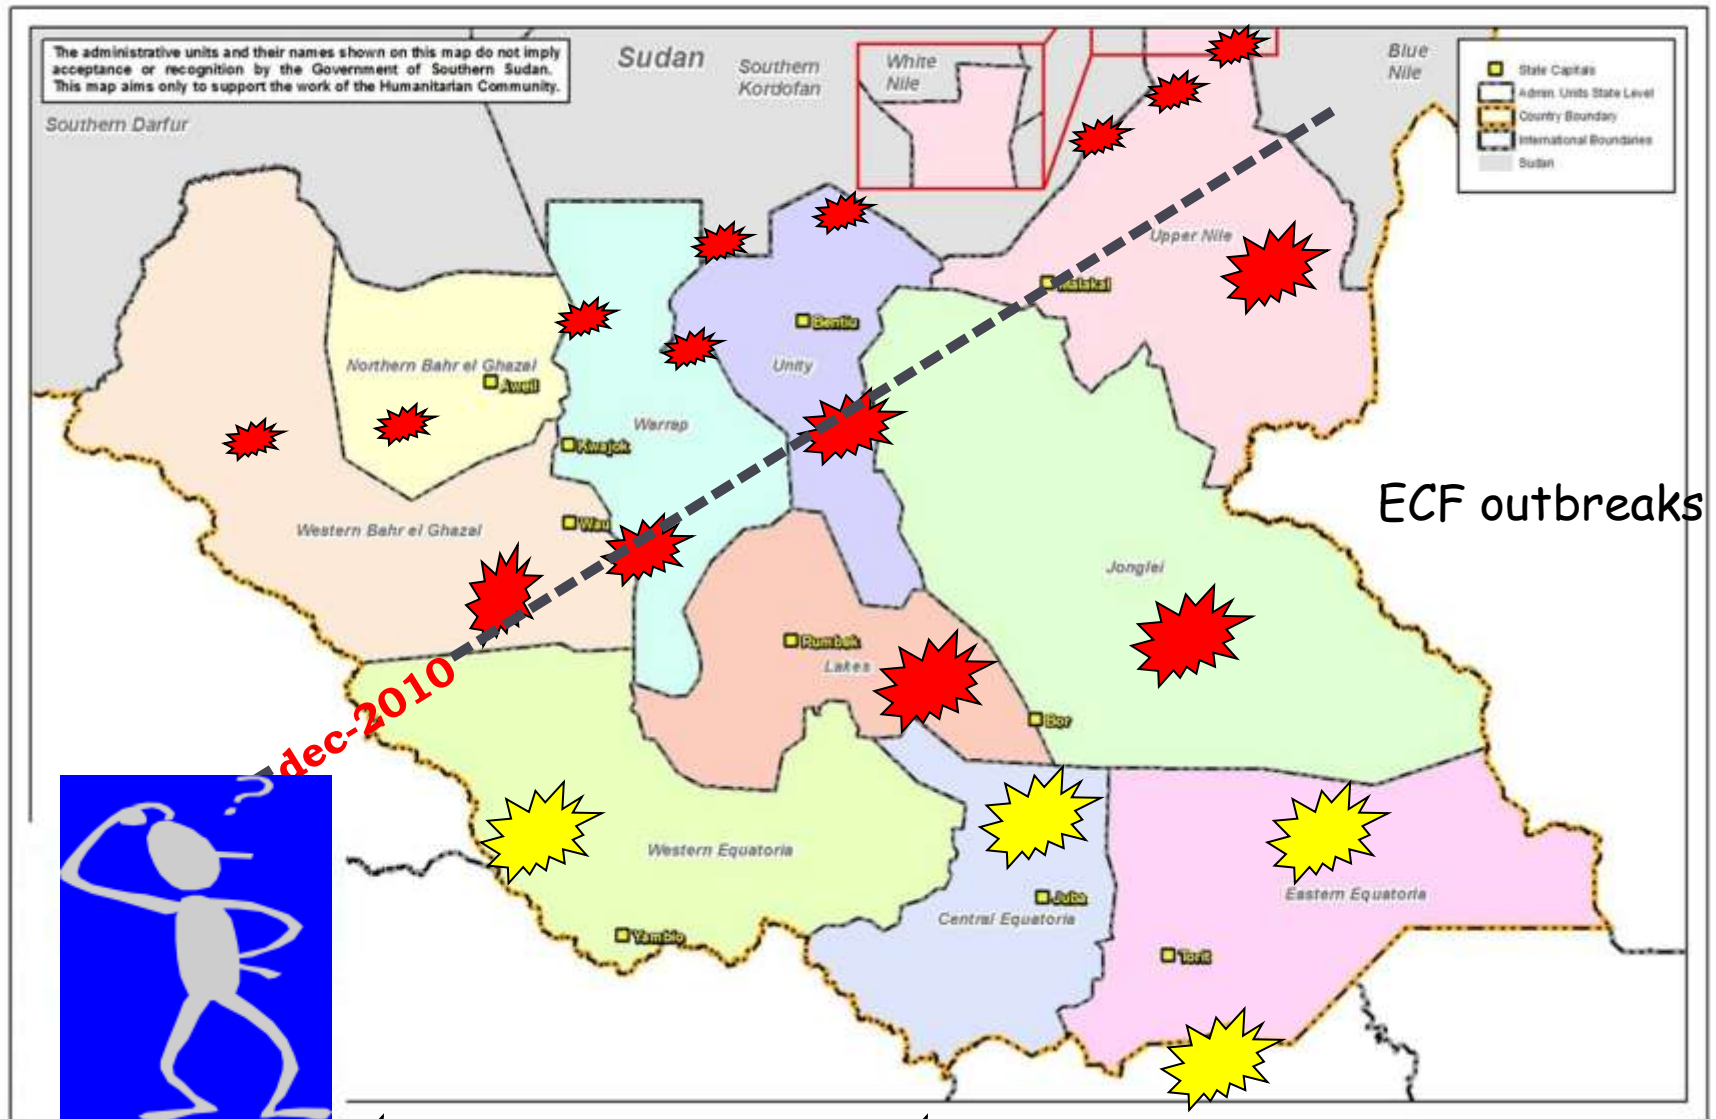 The administrative units and their names shown on this map do not imply
acceptance or recognition by the Government of Southern Sudan.
This map aims only to support the work of the Humanitarian Community.
Sudan
Southern
Kordofan
White
Nile
Blue
Nile
State Capitals
Admin. Units State Level
Country Boundary
International Boundaries
Sudan
Southern Darfur
Upper Nile
Malakal
Bentiu
Northern Bahr el Ghazal
Aweil
Unity
Warrap
Kwajok
ECF outbreaks
Western Bahr el Ghazal
Wau
Jonglei
Rumbek
Lakes
dec-2010
Bor
?
Western Equatoria
Eastern Equatoria
Juba
Central Equatoria
Yambio
Torit